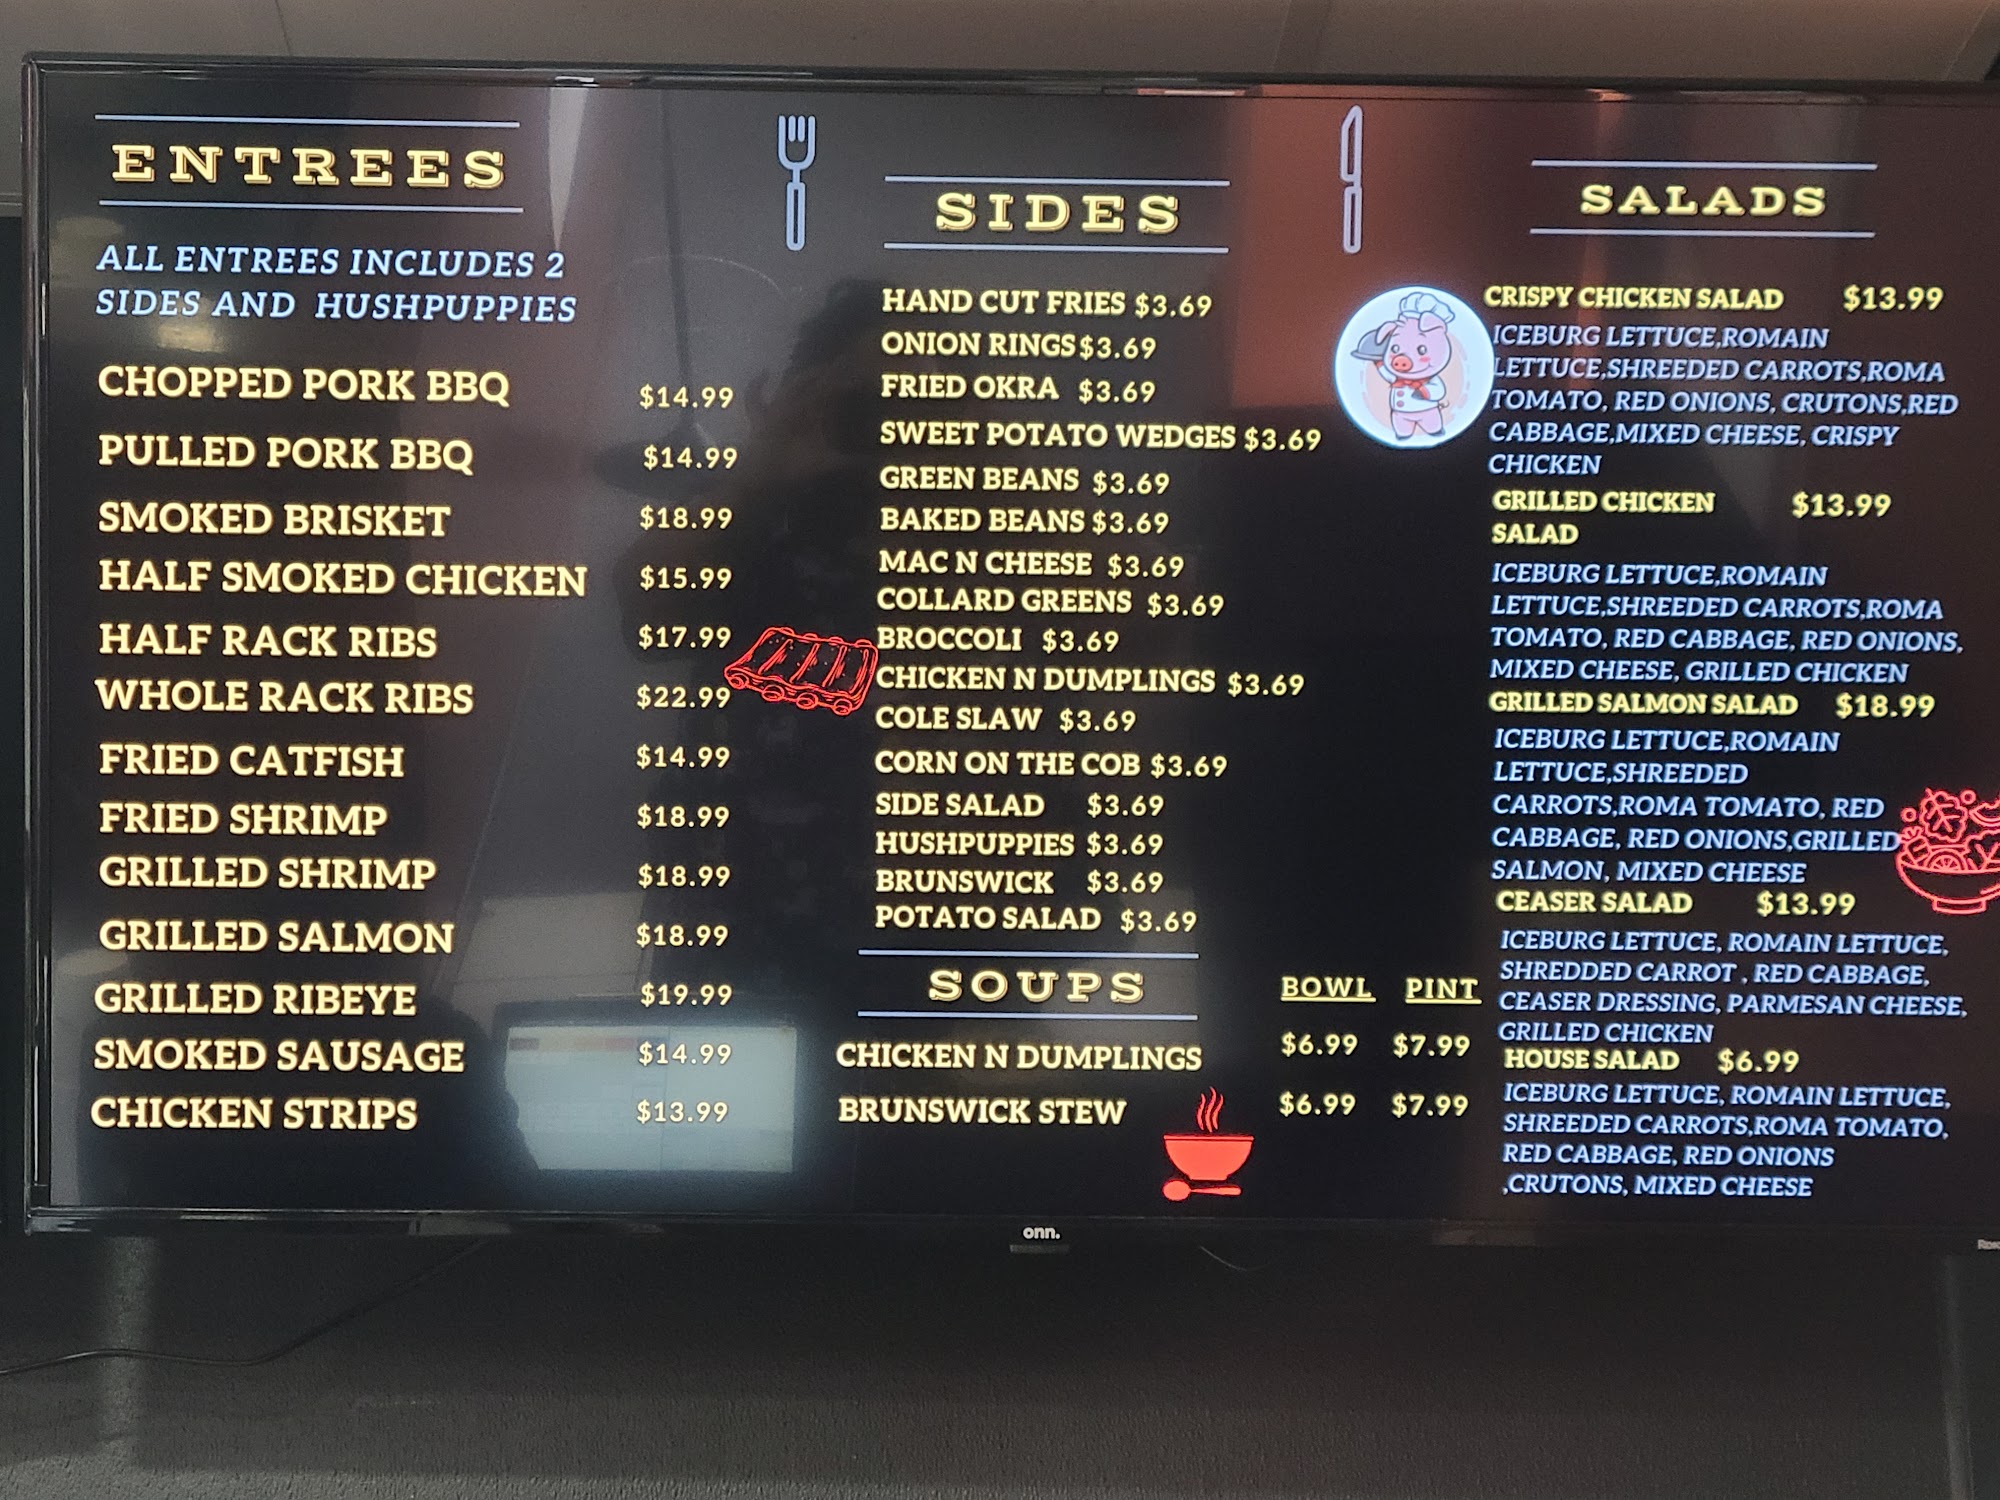 ENTREES
ALL ENTREES INCLUDES 2
SIDES AND HUSHPUPPIES
CHOPPED PORK BBQ $14.99
PULLED PORK BBQ $14.99
SMOKED BRISKET $18.99
HALF SMOKED CHICKEN $15.99
HALF RACK RIBS $17.99
WHOLE RACK RIBS $22.99
FRIED CATFISH $14.99
FRIED SHRIMP $18.99
GRILLED SHRIMP $18.99
GRILLED SALMON $18.99
GRILLED RIBEYE $19.99
SMOKED SAUSAGE $14.99
CHICKEN STRIPS $13.99
SIDES
HAND CUT FRIES $3.69
ONION RINGS $3.69
FRIED OKRA $3.69
SWEET POTATO WEDGES $3.69
GREEN BEANS $3.69
BAKED BEANS $3.69
MAC N CHEESE $3.69
COLLARD GREENS $3.69
BROCCOLI $3.69
CHICKEN N DUMPLINGS $3.69
COLE SLAW $3.69
CORN ON THE COB $3.69
SIDE SALAD $3.69
HUSHPUPPIES $3.69
BRUNSWICK $3.69
POTATO SALAD $3.69
SOUPS
BOWL PINT
CHICKEN N DUMPLINGS $6.99 $7.99
BRUNSWICK STEW $6.99 $7.99
SALADS
CRISPY CHICKEN SALAD $13.99
ICEBURG LETTUCE,ROMAIN
LETTUCE,SHREEDED CARROTS,ROMA
TOMATO, RED ONIONS, CRUTONS,RED
CABBAGE,MIXED CHEESE, CRISPY
CHICKEN
GRILLED CHICKEN $13.99
SALAD
ICEBURG LETTUCE,ROMAIN
LETTUCE,SHREEDED CARROTS,ROMA
TOMATO, RED CABBAGE, RED ONIONS,
MIXED CHEESE, GRILLED CHICKEN
GRILLED SALMON SALAD $18.99
ICEBURG LETTUCE,ROMAIN
LETTUCE,SHREEDED
CARROTS,ROMA TOMATO, RED
CABBAGE, RED ONIONS,GRILLED
SALMON, MIXED CHEESE
CEASER SALAD $13.99
ICEBURG LETTUCE, ROMAIN LETTUCE,
SHREDDED CARROT , RED CABBAGE,
CEASER DRESSING, PARMESAN CHEESE,
GRILLED CHICKEN
HOUSE SALAD $6.99
ICEBURG LETTUCE, ROMAIN LETTUCE,
SHREEDED CARROTS,ROMA TOMATO,
RED CABBAGE, RED ONIONS
,CRUTONS, MIXED CHEESE
onn.